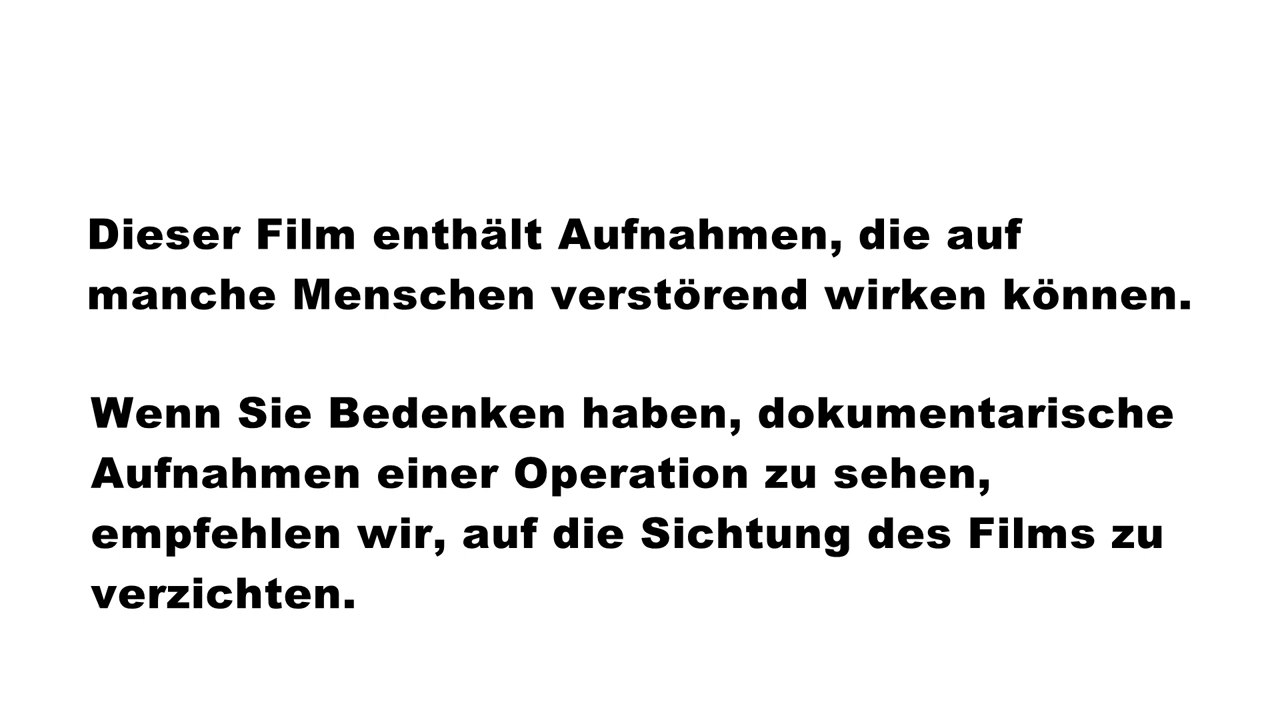 Dieser Film enthält Aufnahmen, die auf
manche Menschen verstörend wirken können.
Wenn Sie Bedenken haben, dokumentarische
Aufnahmen einer Operation zu sehen,
empfehlen wir, auf die Sichtung des Films zu
verzichten.